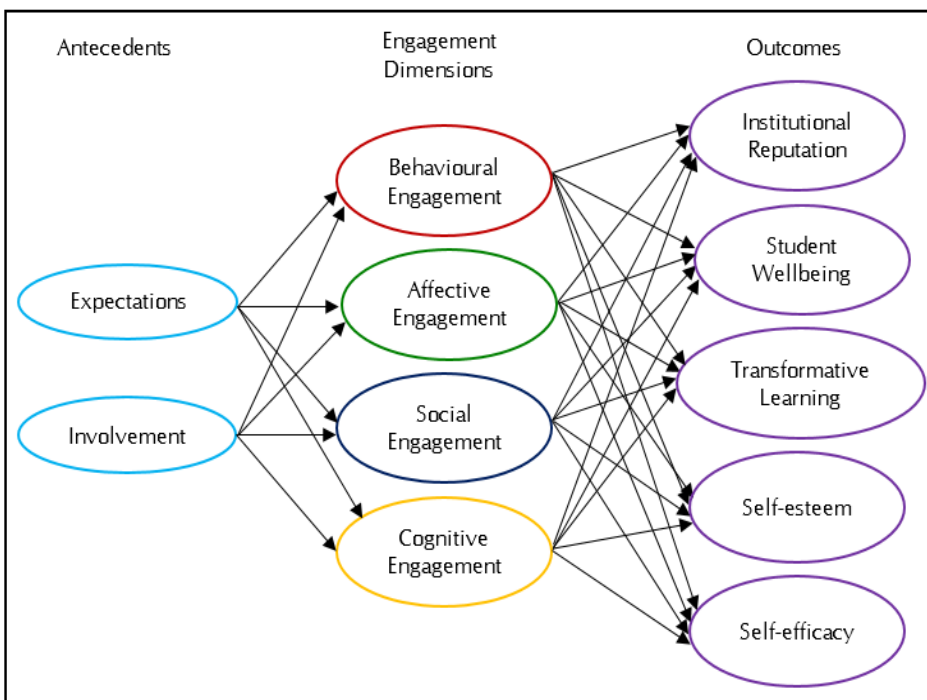 Antecedents
Engagement
Dimensions
Outcomes
Expectations
Involvement
Behavioural
Engagement
Affective
Engagement
Social
Engagement
Cognitive
Engagement
Institutional
Reputation
Student
Wellbeing
Transformative
Learning
Self-esteem
Self-efficacy